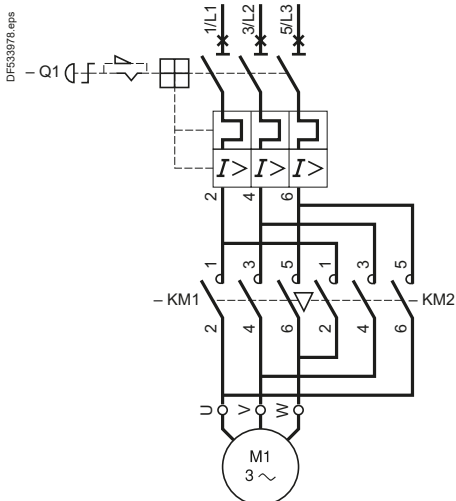 DF533978.eps
1/L1 3/L2 5/L3
– Q1
I> I> I>
2 4 6
1 3 5 1 3 5
– KM1 – KM2
2 4 6 2 4 6
U V W
M1
3 ~